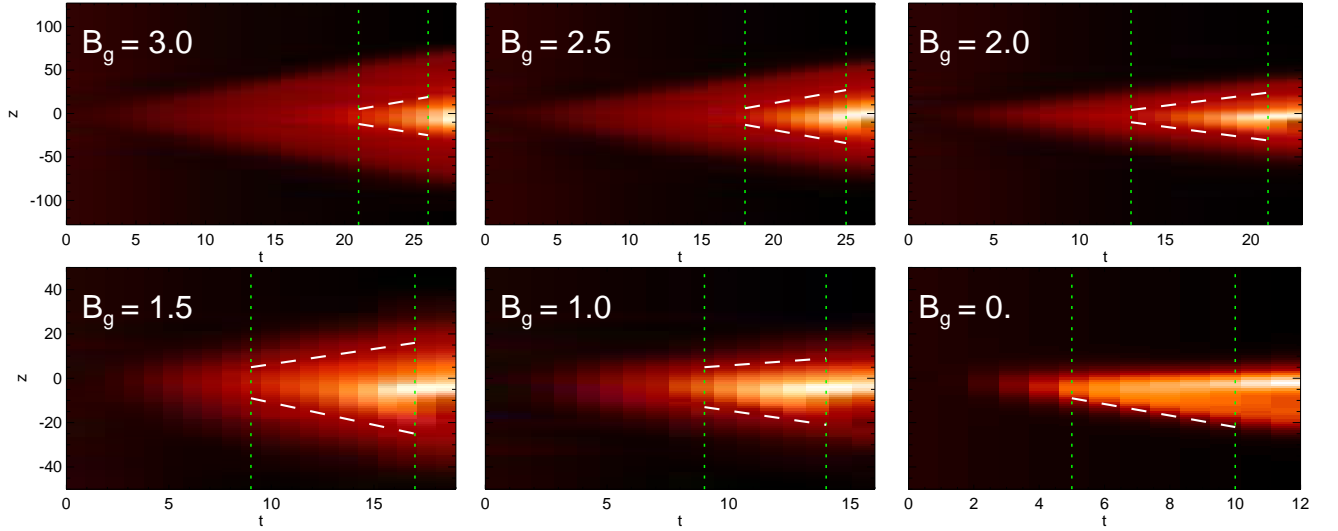 B_g = 3.0
B_g = 2.5
B_g = 2.0
100
50
0
-50
-100
z
0 5 10 15 20 25
t
0 5 10 15 20 25
t
0 5 10 15 20
t
B_g = 1.5
B_g = 1.0
B_g = 0.
40
20
0
-20
-40
z
0 5 10 15
t
0 5 10 15
t
0 2 4 6 8 10 12
t